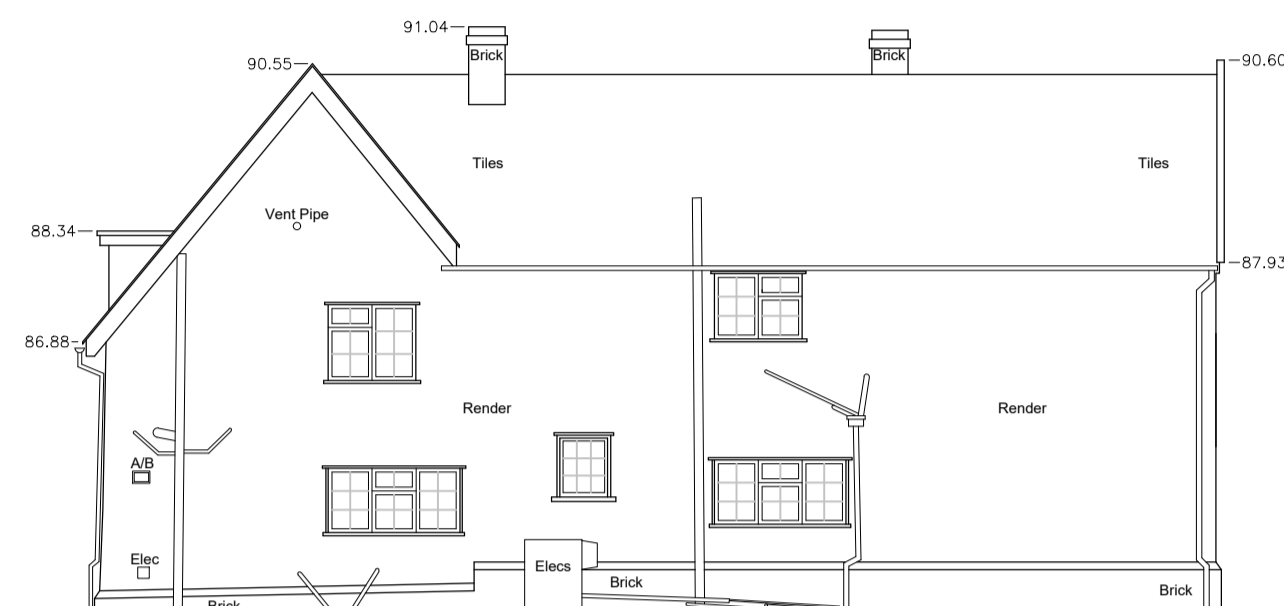 91.04
Brick
Brick
90.55
90.60
Tiles
Tiles
Vent Pipe
88.34
87.93
86.88
Render
Render
A/B
Elec
Elecs
Brick
Brick
Brick